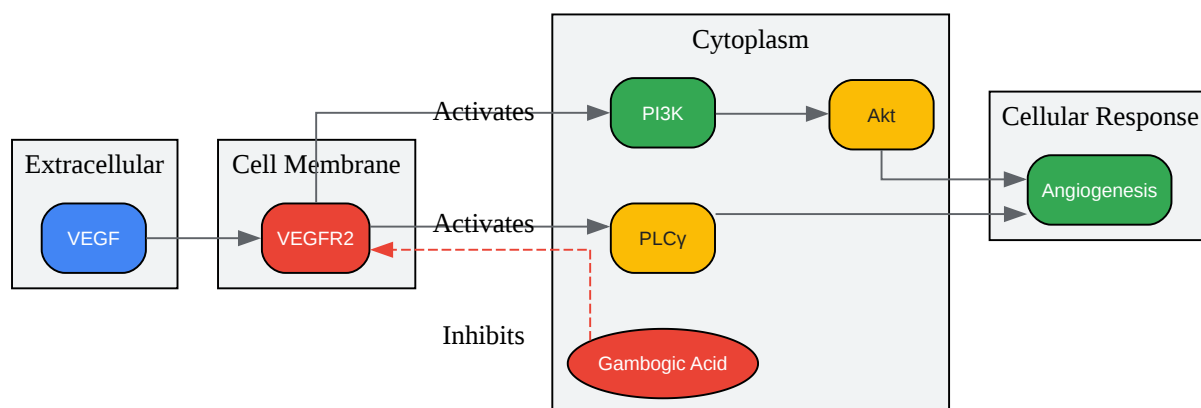 Cytoplasm
Activates
PI3K
Akt
Cellular Response
Extracellular
Cell Membrane
Angiogenesis
VEGF
VEGFR2
Activates
PLCγ
Inhibits
Gambogic Acid